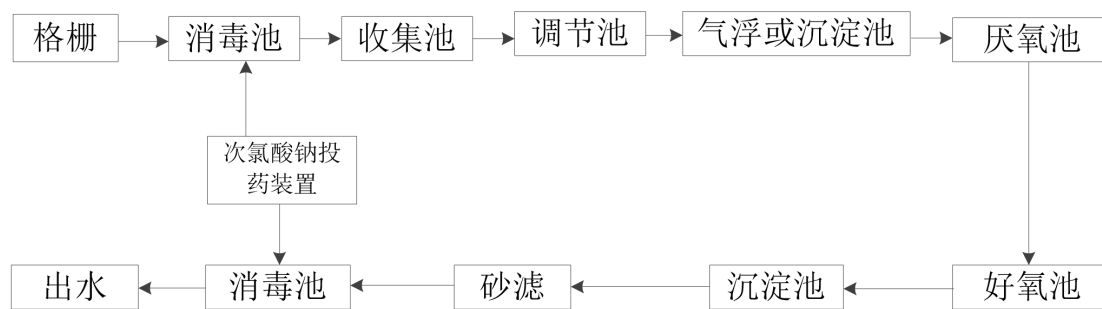 格栅
消毒池
收集池
调节池
气浮或沉淀池
厌氧池
次氯酸钠投
药装置
出水
消毒池
砂滤
沉淀池
好氧池